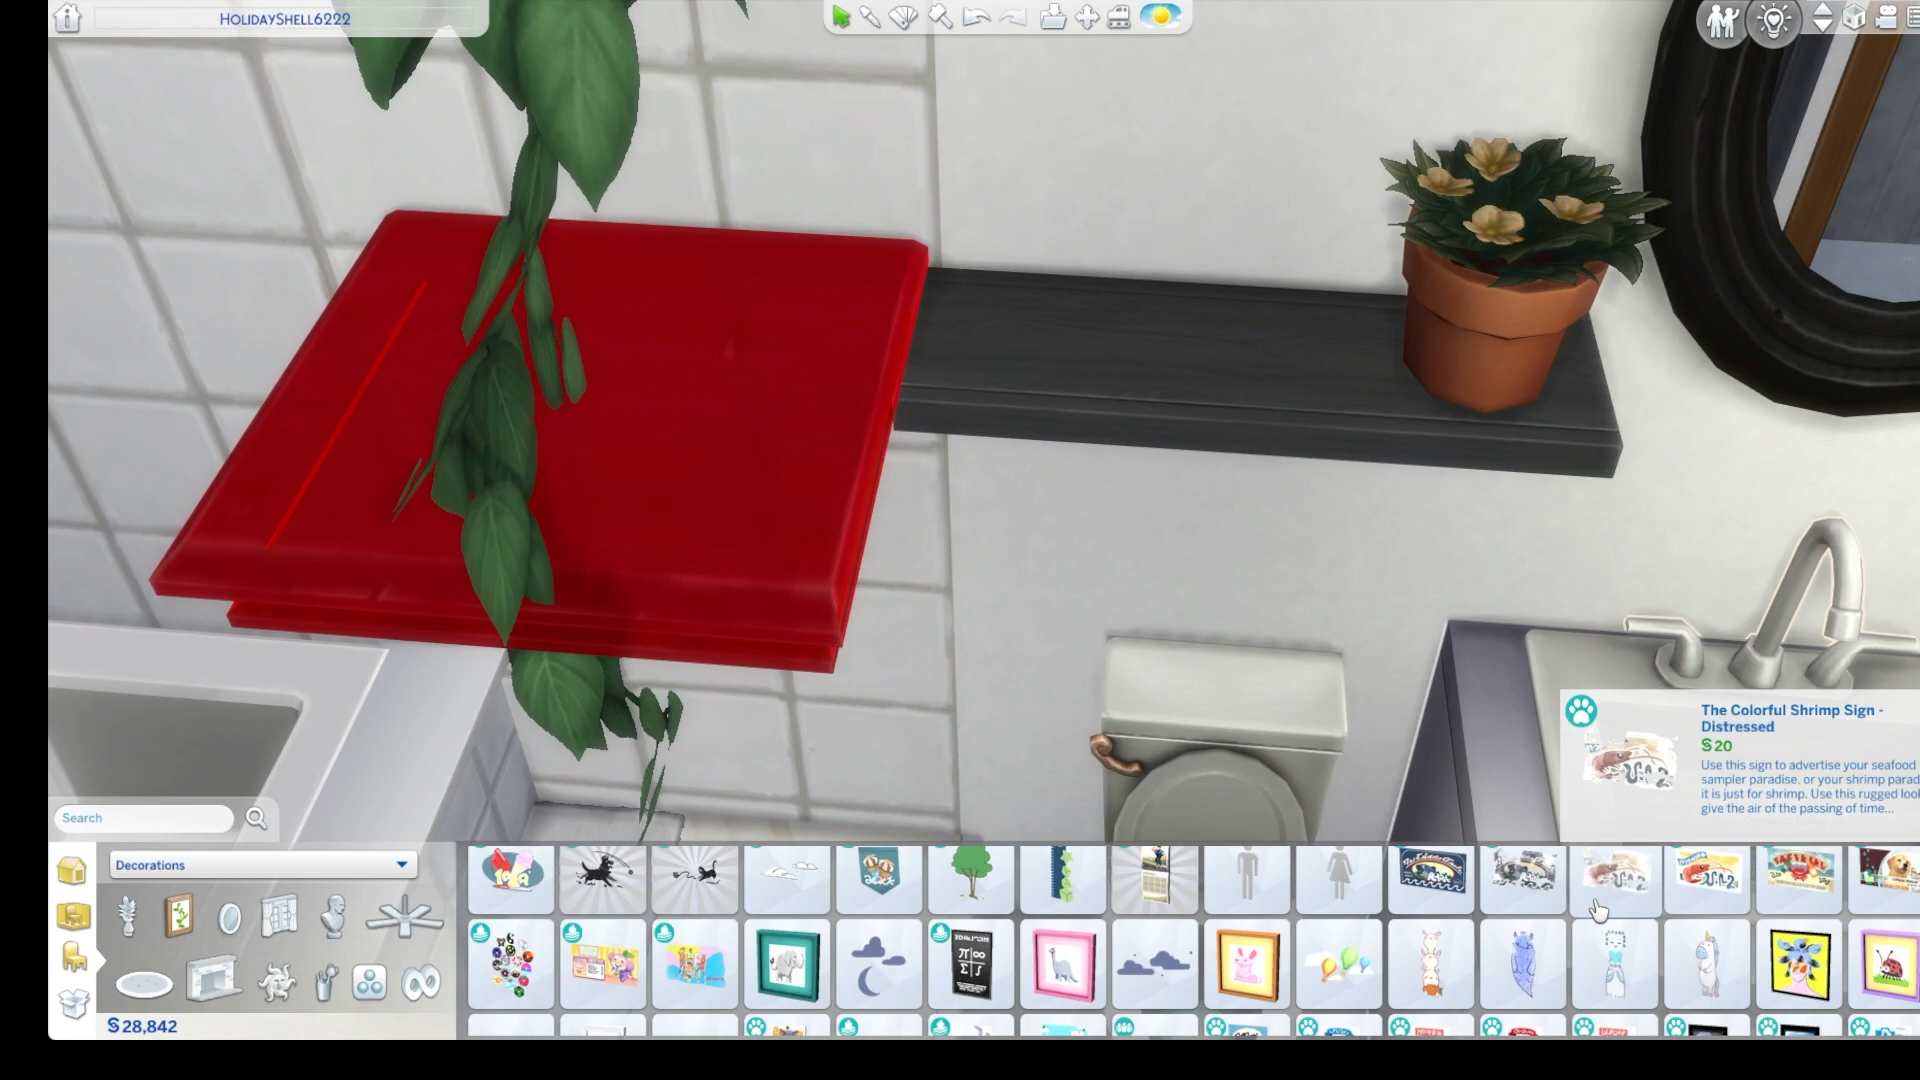 HOLIDAYSHELL6222
The Colorful Shrimp Sign -
Distressed
§20
Use this sign to advertise your seafood
sampler paradise, or your shrimp parad
it is just for shrimp. Use this rugged look
give the air of the passing of time...
Search
Decorations
§28,842